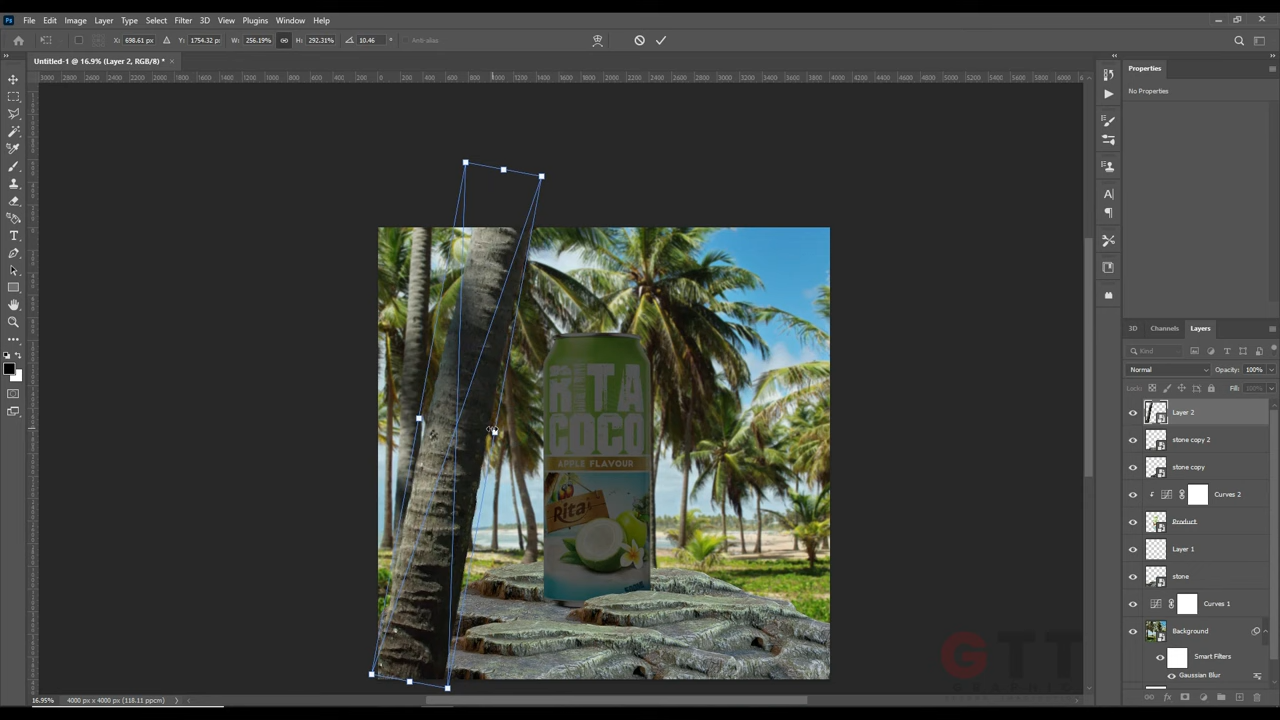 File Edit Image Layer Type Select Filter 3D View Plugins Window Help
X: 698.61 px Y: 1754.32 px W: 256.19% H: 292.31% 10.46 Anti-alias
Untitled-1 @ 16.9% (Layer 2, RGB/8) * ×
Properties
No Properties
RITA
COCO
APPLE FLAVOUR
Rita
3D Channels Layers
Kind
Normal Opacity: 100%
Lock: Fill: 100%
Layer 2
stone copy 2
stone copy
Curves 2
Product
Layer 1
stone
Curves 1
Background
Smart Filters
Gaussian Blur
GTT
16.95% 4000 px x 4000 px (118.11 ppcm)